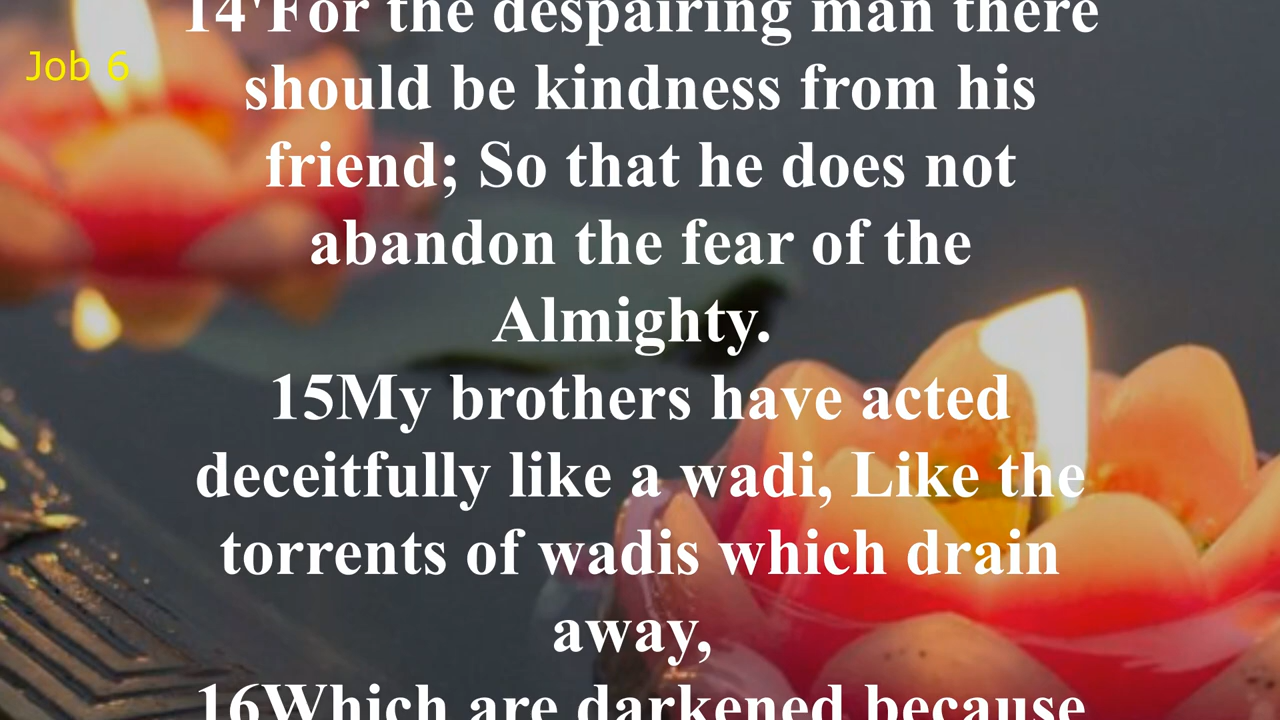 14'For the despairing man there
Job 6
should be kindness from his
friend; So that he does not
abandon the fear of the
Almighty.
15My brothers have acted
deceitfully like a wadi, Like the
torrents of wadis which drain
away,
16Which are darkened because